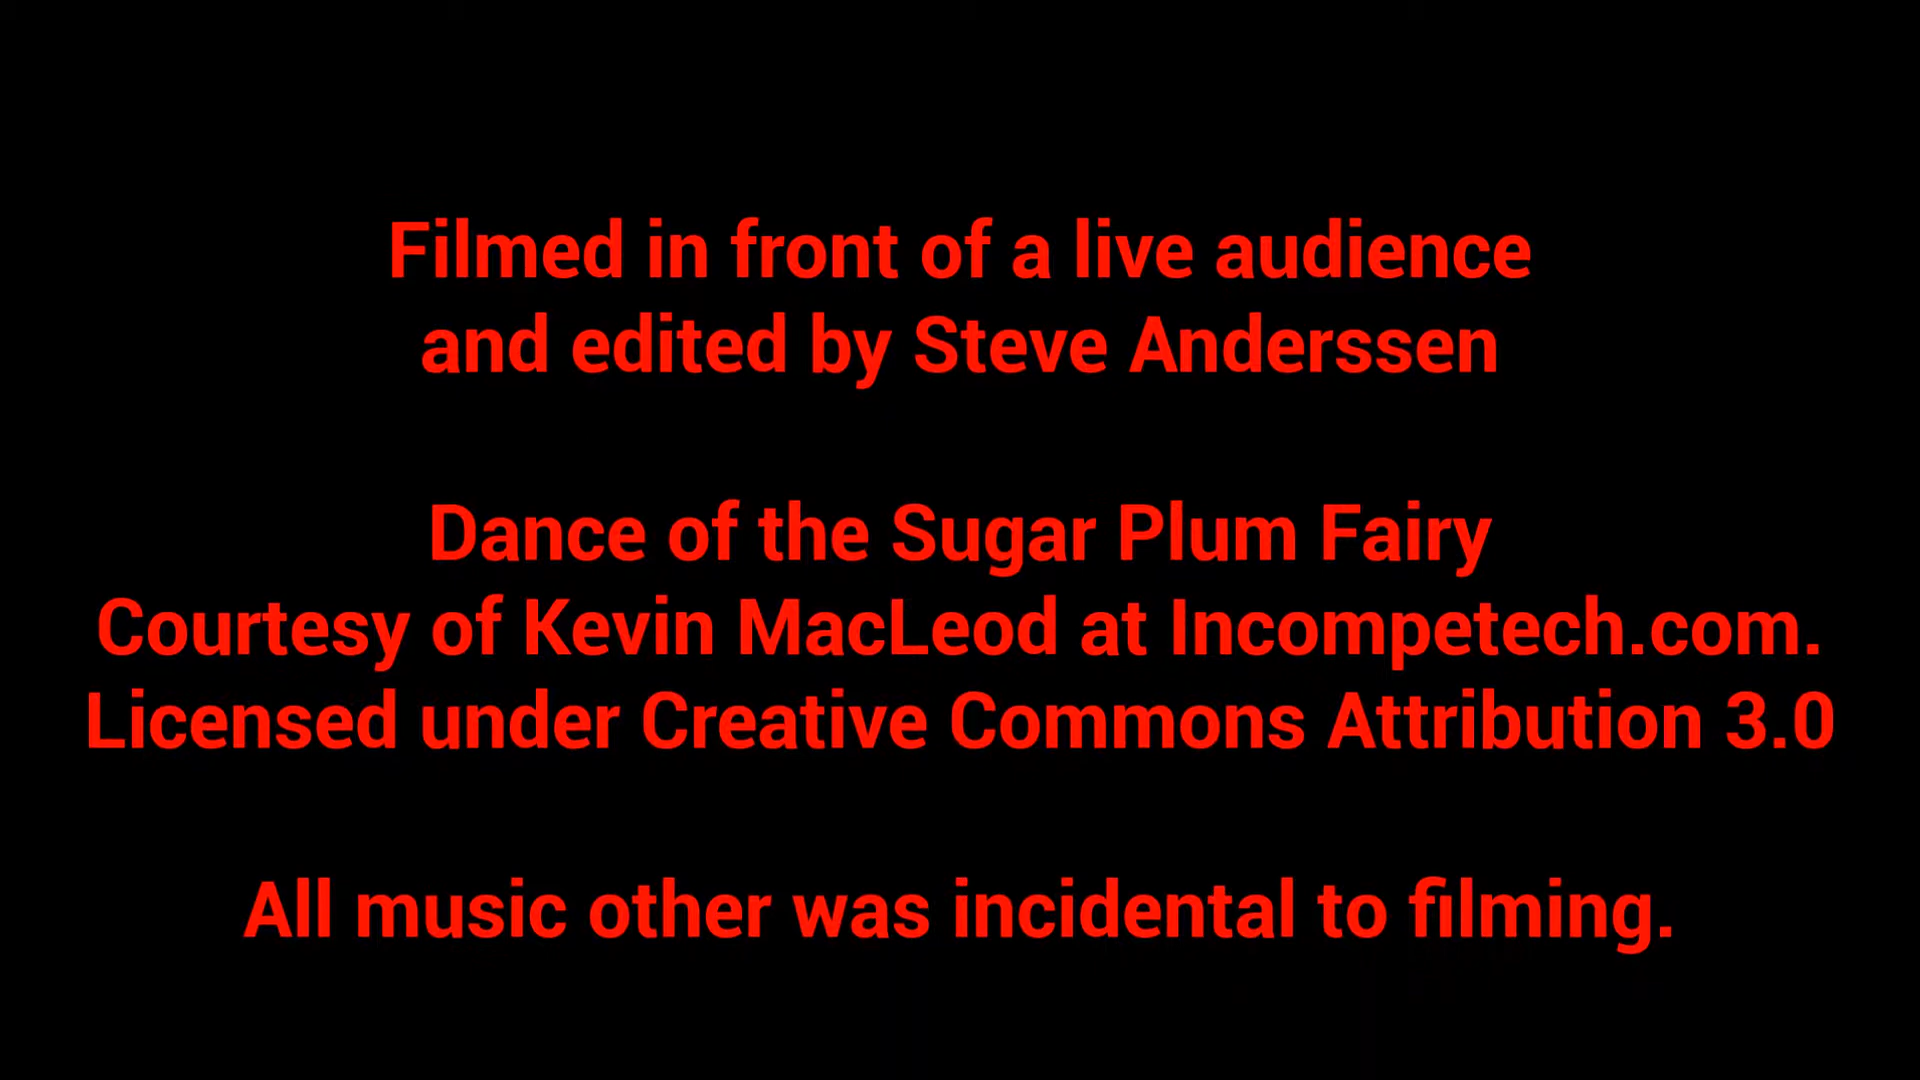 Filmed in front of a live audience
and edited by Steve Anderssen
Dance of the Sugar Plum Fairy
Courtesy of Kevin MacLeod at Incompetech.com.
Licensed under Creative Commons Attribution 3.0
All music other was incidental to filming.